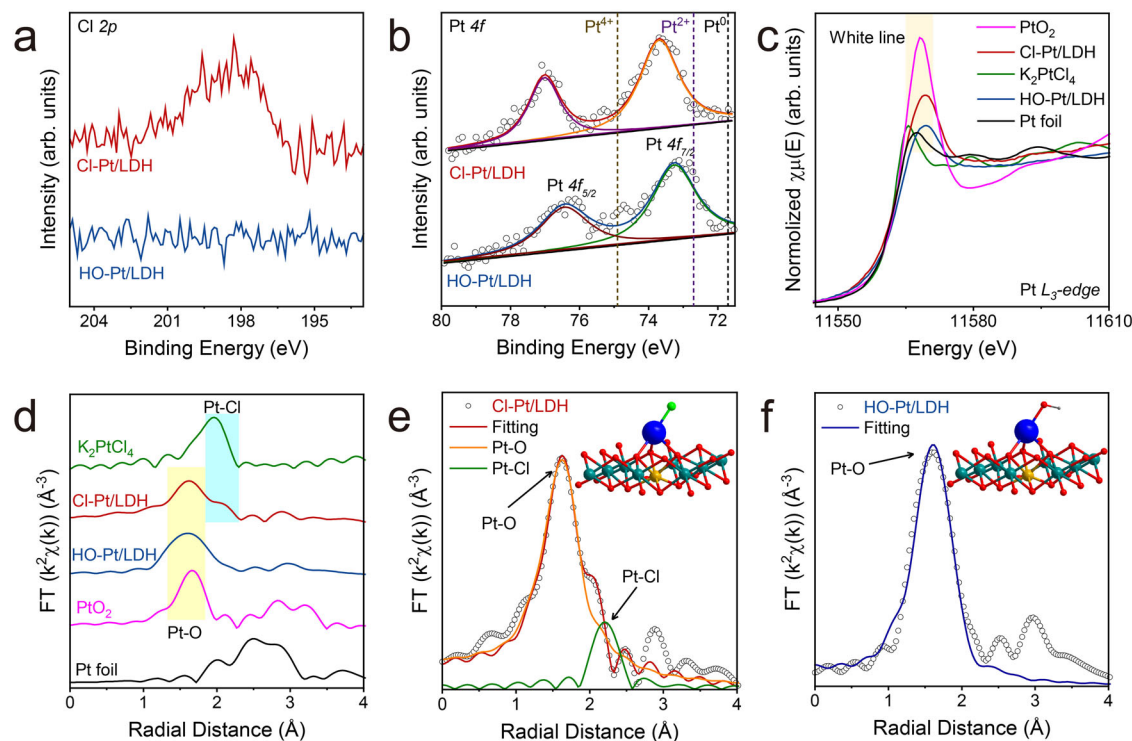 a
Cl 2p
Intensity (arb. units)
Cl-Pt/LDH
HO-Pt/LDH
204 201 198 195
Binding Energy (eV)
b
Pt 4f
Pt4+ Pt2+ Pt0
Intensity (arb. units)
Cl-Pt/LDH
Pt 4f7/2
Pt 4f5/2
HO-Pt/LDH
80 78 76 74 72
Binding Energy (eV)
c
White line
PtO2
Cl-Pt/LDH
K2PtCl4
HO-Pt/LDH
Pt foil
Normalized χμ(E) (arb. units)
Pt L3-edge
11550 11580 11610
Energy (eV)
d
Pt-Cl
K2PtCl4
Cl-Pt/LDH
HO-Pt/LDH
PtO2
Pt-O
Pt foil
FT (k2χ(k)) (Å-3)
0 1 2 3 4
Radial Distance (Å)
e
Cl-Pt/LDH
Fitting
Pt-O
Pt-Cl
Pt-O
Pt-Cl
FT (k2χ(k)) (Å-3)
0 1 2 3 4
Radial Distance (Å)
f
HO-Pt/LDH
Fitting
Pt-O
FT (k2χ(k)) (Å-3)
0 1 2 3 4
Radial Distance (Å)